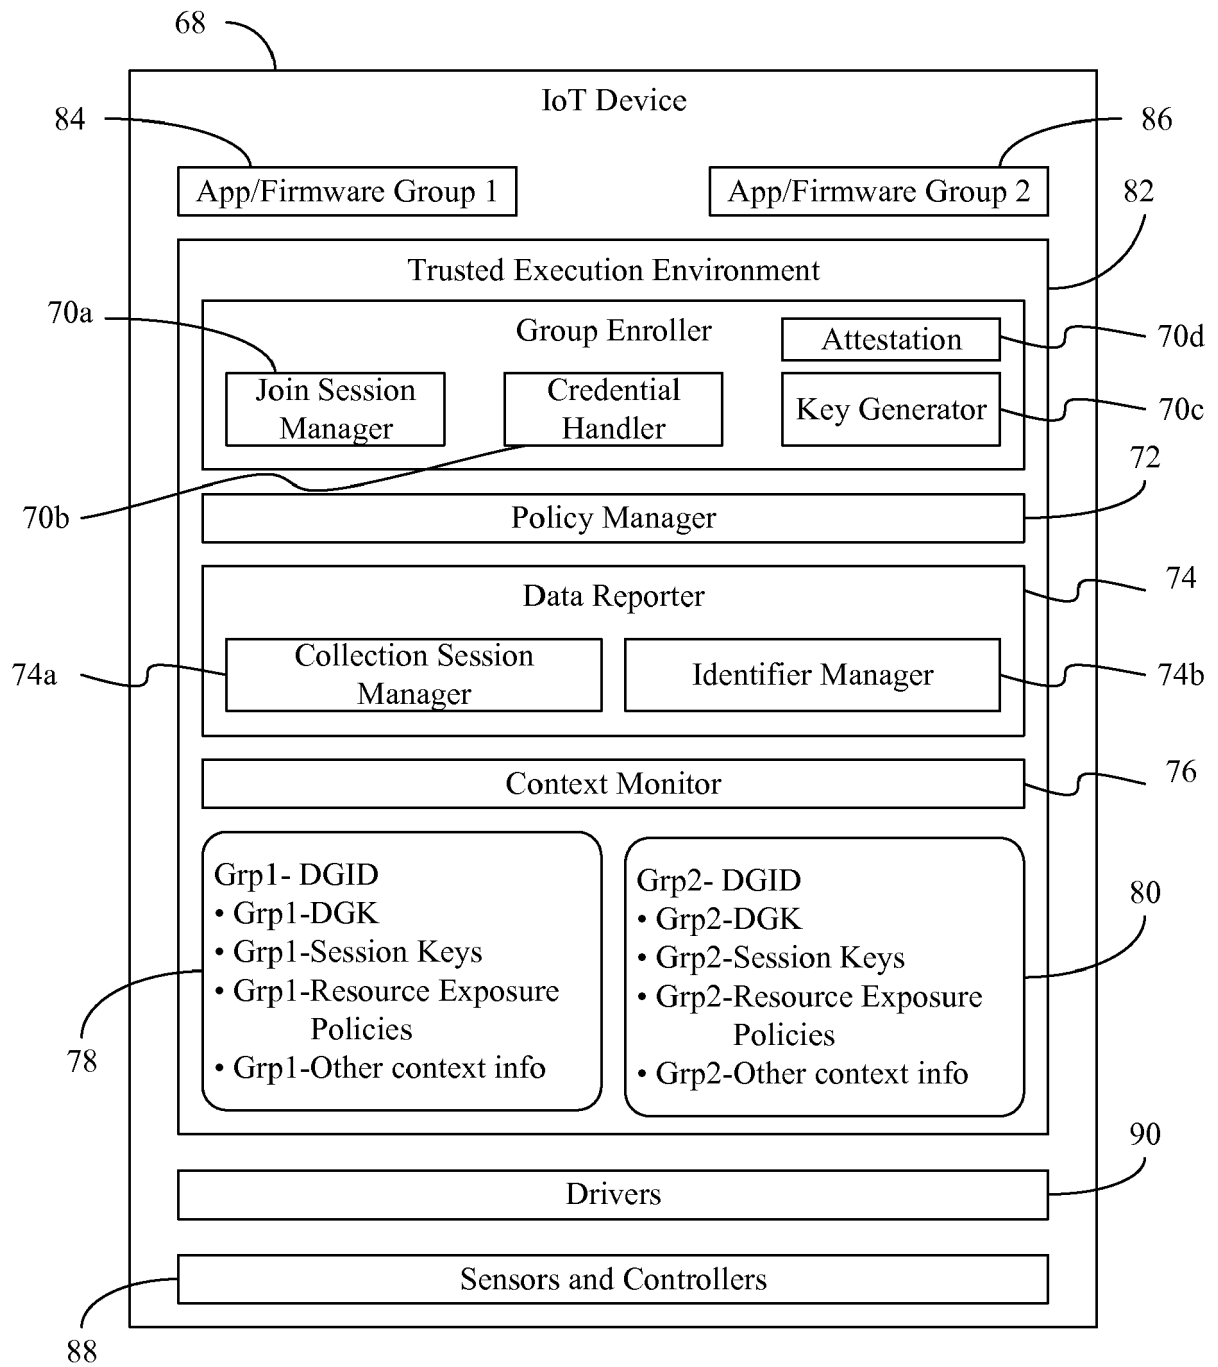 68
IoT Device
84
86
App/Firmware Group 1
App/Firmware Group 2
82
Trusted Execution Environment
70a
Group Enroller
Attestation
70d
Join Session
Manager
Credential
Handler
Key Generator
70c
72
70b
Policy Manager
74
Data Reporter
74a
Collection Session
Manager
Identifier Manager
74b
76
Context Monitor
Grp1- DGID
• Grp1-DGK
• Grp1-Session Keys
• Grp1-Resource Exposure
Policies
• Grp1-Other context info
78
Grp2- DGID
• Grp2-DGK
• Grp2-Session Keys
• Grp2-Resource Exposure
Policies
• Grp2-Other context info
80
90
Drivers
Sensors and Controllers
88